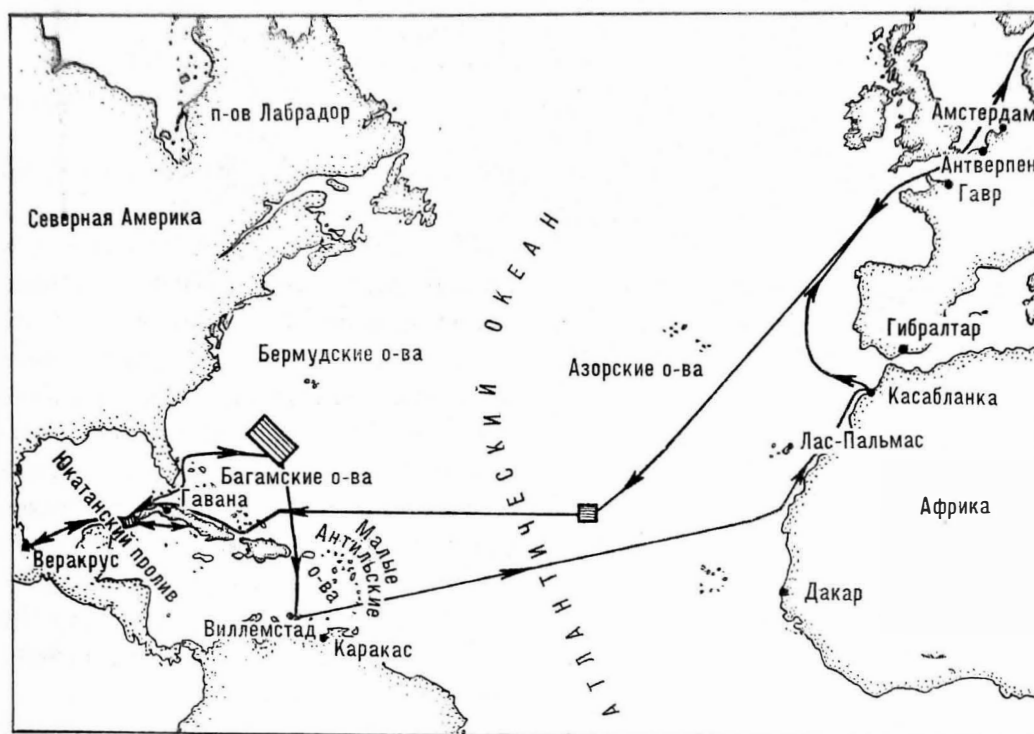 п-ов Лабрадор
Северная Америка
Амстердам
Антверпен
Гавр
АТЛАНТИЧЕСКИЙ ОКЕАН
Гибралтар
Бермудские о-ва
Азорские о-ва
Касабланка
Лас-Пальмас
Багамские о-ва
Гавана
Юкатанский пролив
Африка
Малые
Антильские
о-ва
Веракрус
Дакар
Виллемстад
Каракас